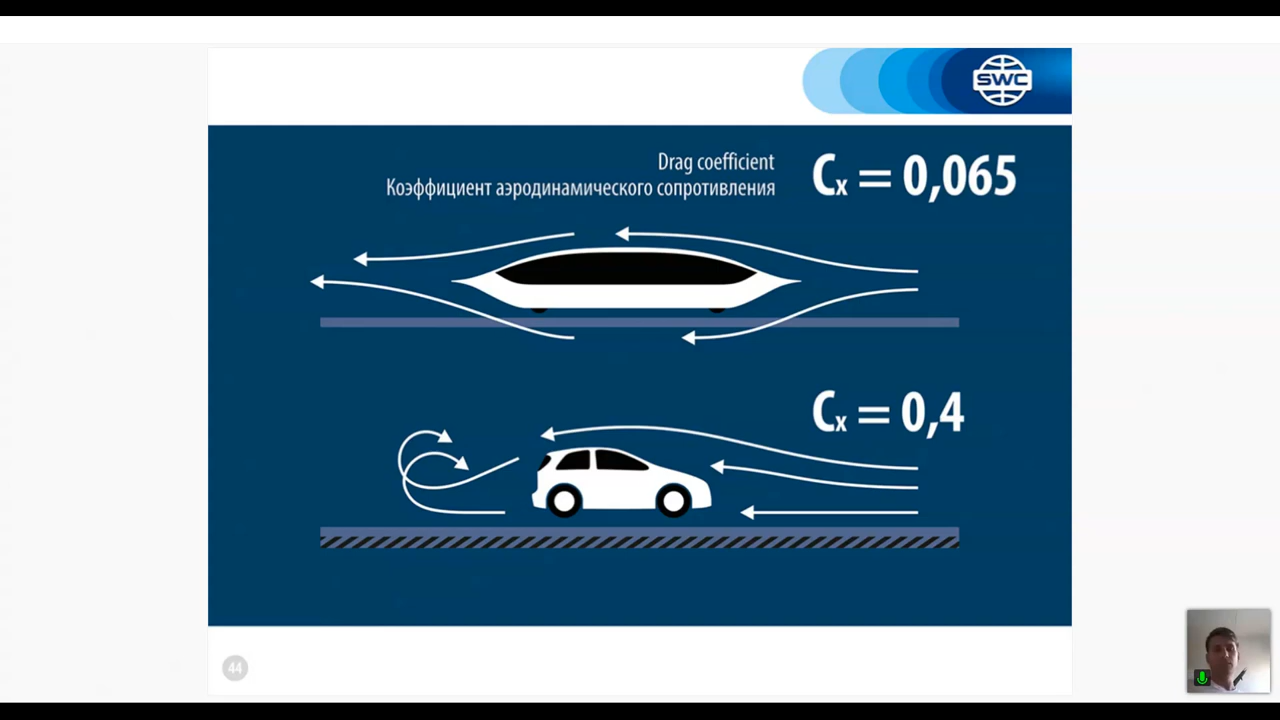 SWC
Drag coefficient
Коэффициент аэродинамического сопротивления
Cx = 0,065
Cx = 0,4
44